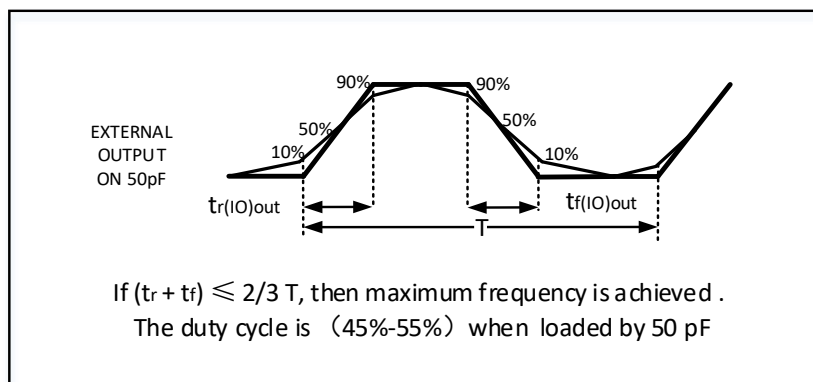 90%
90%
50%
50%
10%
10%
EXTERNAL
OUTPUT
ON 50pF
tr(IO)out
tf(IO)out
T
If (tr + tf) ≤ 2/3 T, then maximum frequency is achieved .
The duty cycle is （45%-55%）when loaded by 50 pF